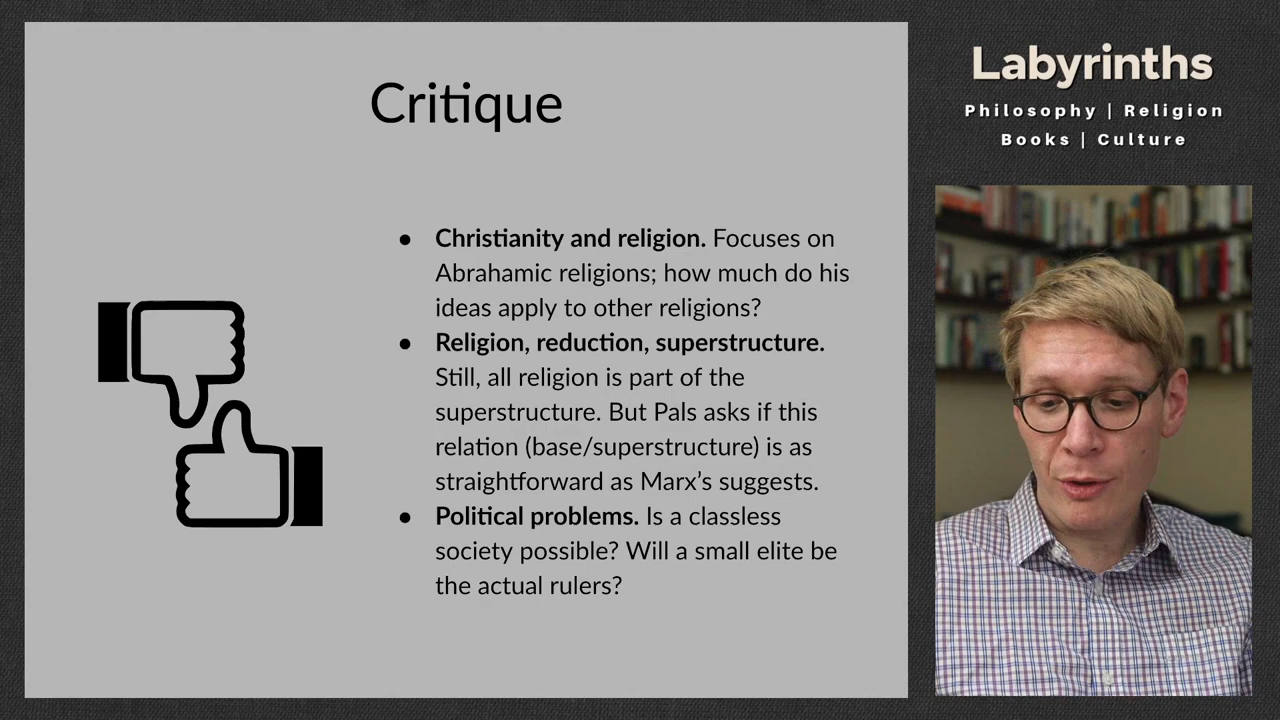 Critique
● Christianity and religion. Focuses on
Abrahamic religions; how much do his
ideas apply to other religions?
● Religion, reduction, superstructure.
Still, all religion is part of the
superstructure. But Pals asks if this
relation (base/superstructure) is as
straightforward as Marx’s suggests.
● Political problems. Is a classless
society possible? Will a small elite be
the actual rulers?
Labyrinths
Philosophy | Religion
Books | Culture